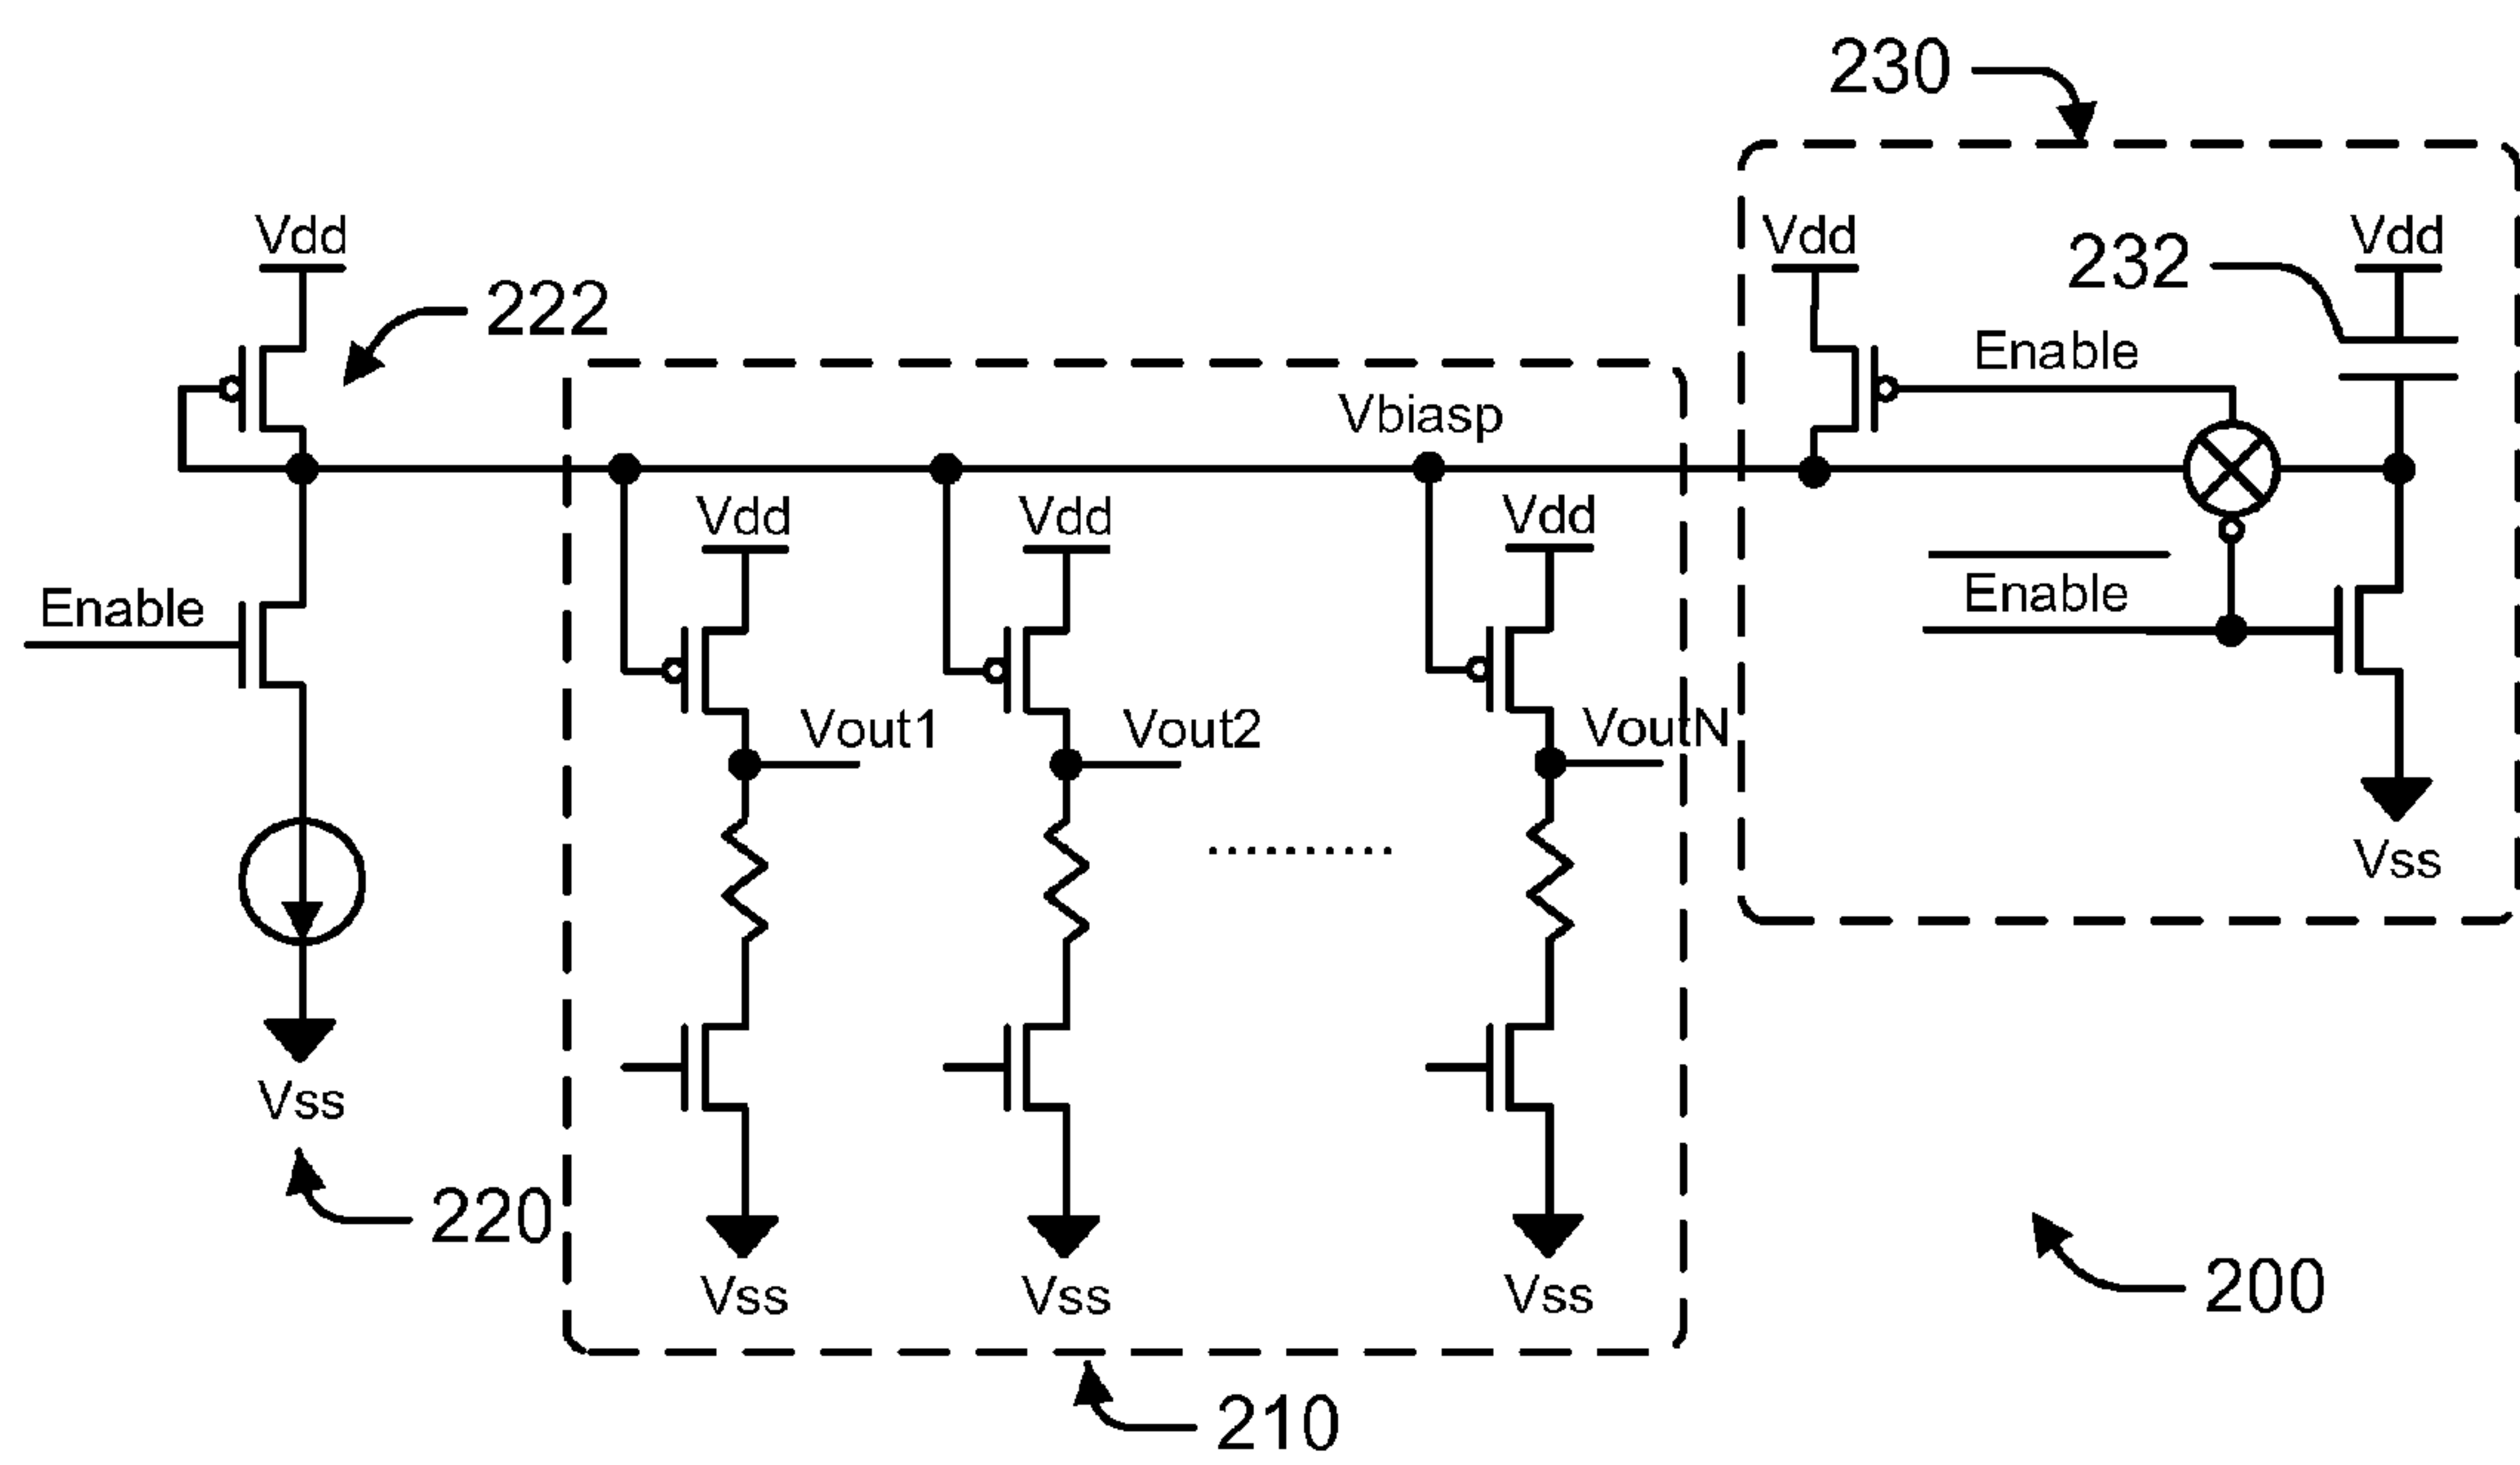 230
Vdd
Vdd
Vdd
232
222
Enable
Vbiasp
Vdd
Vdd
Vdd
Enable
Enable
Vout1
Vout2
VoutN
Vss
Vss
220
200
Vss
Vss
Vss
210